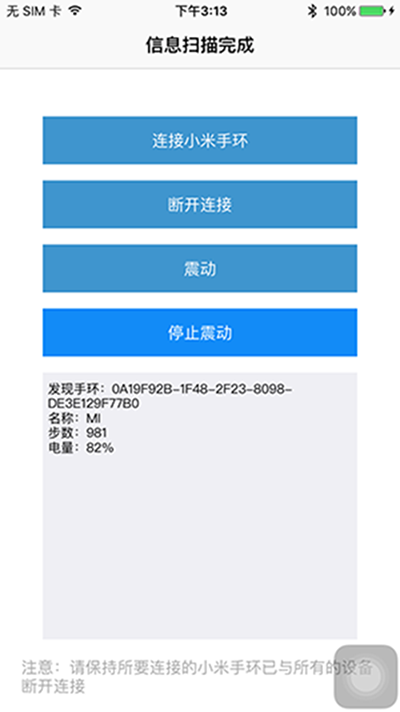 无 SIM 卡 下午3:13 100%
信息扫描完成
连接小米手环
断开连接
震动
停止震动
发现手环：0A19F92B-1F48-2F23-8098-
DE3E129F77B0
名称：MI
步数：981
电量：82%
注意：请保持所要连接的小米手环已与所有的设备
断开连接